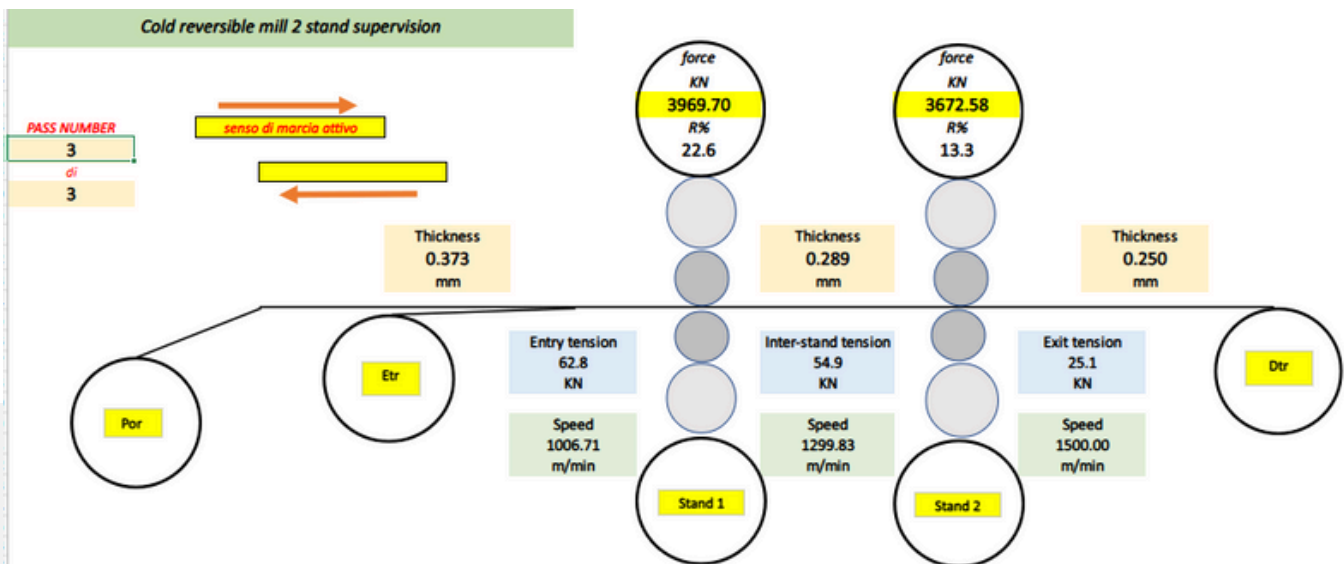 Cold reversible mill 2 stand supervision
force
KN
3969.70
R%
22.6
force
KN
3672.58
R%
13.3
PASS NUMBER
3
di
3
senso di marcia attivo
Thickness
0.373
mm
Thickness
0.289
mm
Thickness
0.250
mm
Entry tension
62.8
KN
Inter-stand tension
54.9
KN
Exit tension
25.1
KN
Por
Etr
Dtr
Speed
1006.71
m/min
Speed
1299.83
m/min
Speed
1500.00
m/min
Stand 1
Stand 2